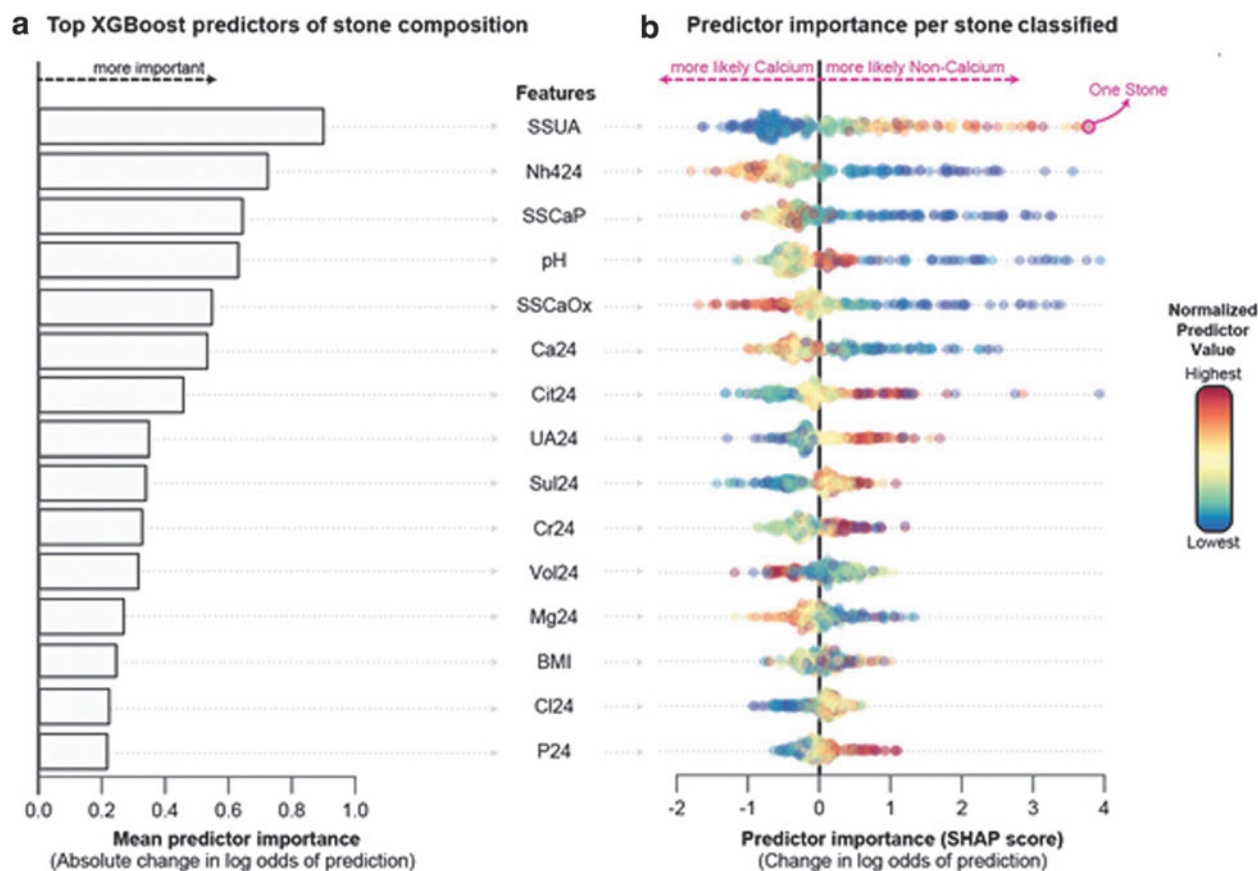 a Top XGBoost predictors of stone composition
more important
Features
SSUA
Nh424
SSCaP
pH
SSCaOx
Ca24
Cit24
UA24
Sul24
Cr24
Vol24
Mg24
BMI
Cl24
P24
0.0 0.2 0.4 0.6 0.8 1.0
Mean predictor importance
(Absolute change in log odds of prediction)
b Predictor importance per stone classified
more likely Calcium more likely Non-Calcium
One Stone
-2 -1 0 1 2 3 4
Predictor importance (SHAP score)
(Change in log odds of prediction)
Normalized
Predictor
Value
Highest
Lowest